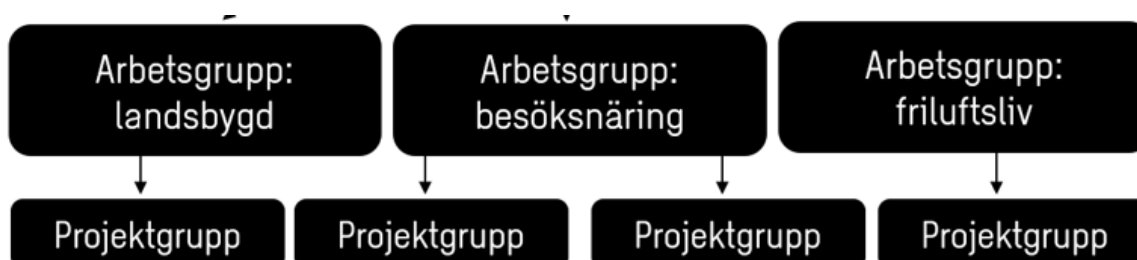 Arbetsgrupp:
landsbygd
Arbetsgrupp:
besöksnäring
Arbetsgrupp:
friluftsliv
Projektgrupp
Projektgrupp
Projektgrupp
Projektgrupp